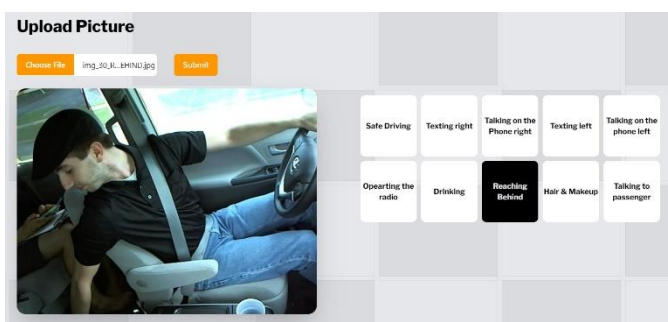 Upload Picture
Choose File img_30_R...EHIND.jpg Submit
Safe Driving
Texting right
Talking on the
Phone right
Texting left
Talking on the
phone left
Opearting the
radio
Drinking
Reaching
Behind
Hair & Makeup
Talking to
passenger